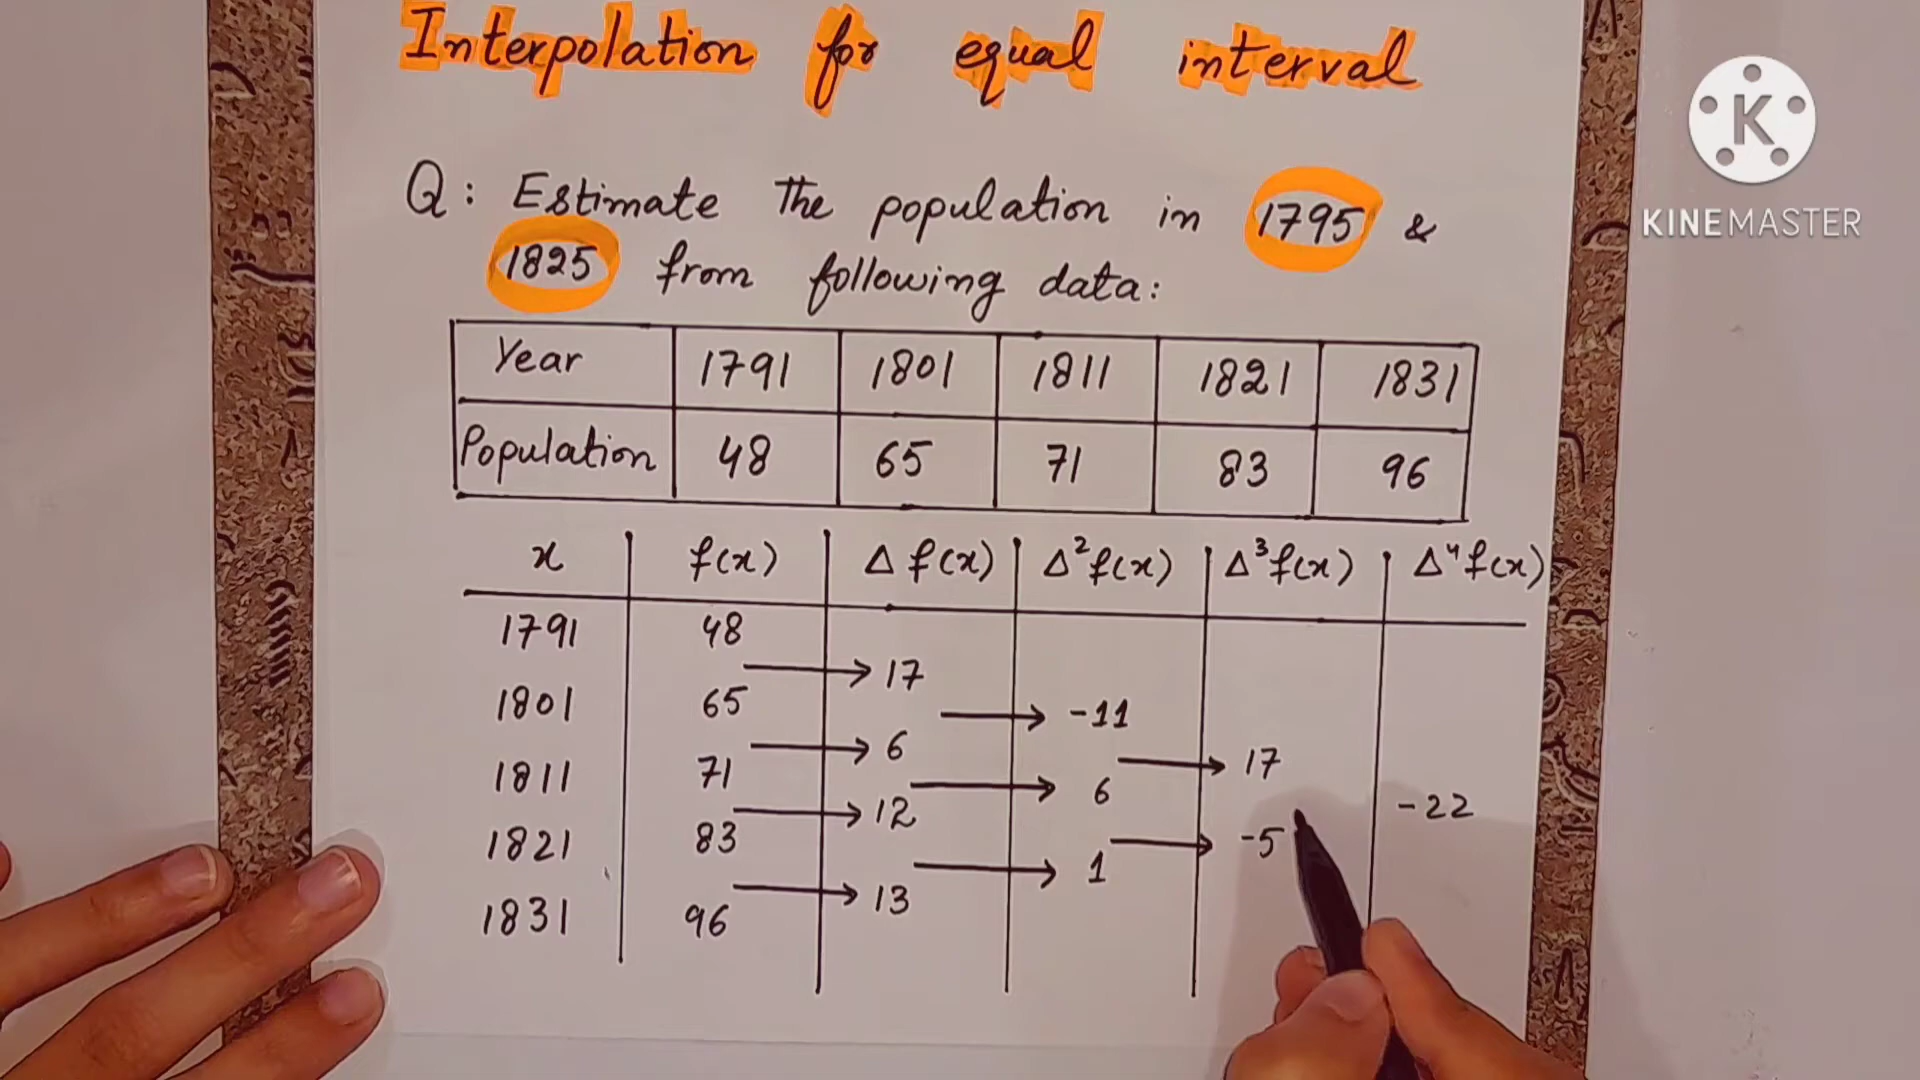 Interpolation for equal interval
K
KINEMASTER
Q: Estimate the population in 1795 &
1825 from following data:
Year 1791 1801 1811 1821 1831
Population 48 65 71 83 96
x f(x) Δ f(x) Δ²f(x) Δ³f(x) Δ⁴f(x)
1791 48
→ 17
1801 65 → -11
→ 6 → 17
1811 71 → 6 -22
→ 12 → -5
1821 83 → 1
→ 13
1831 96